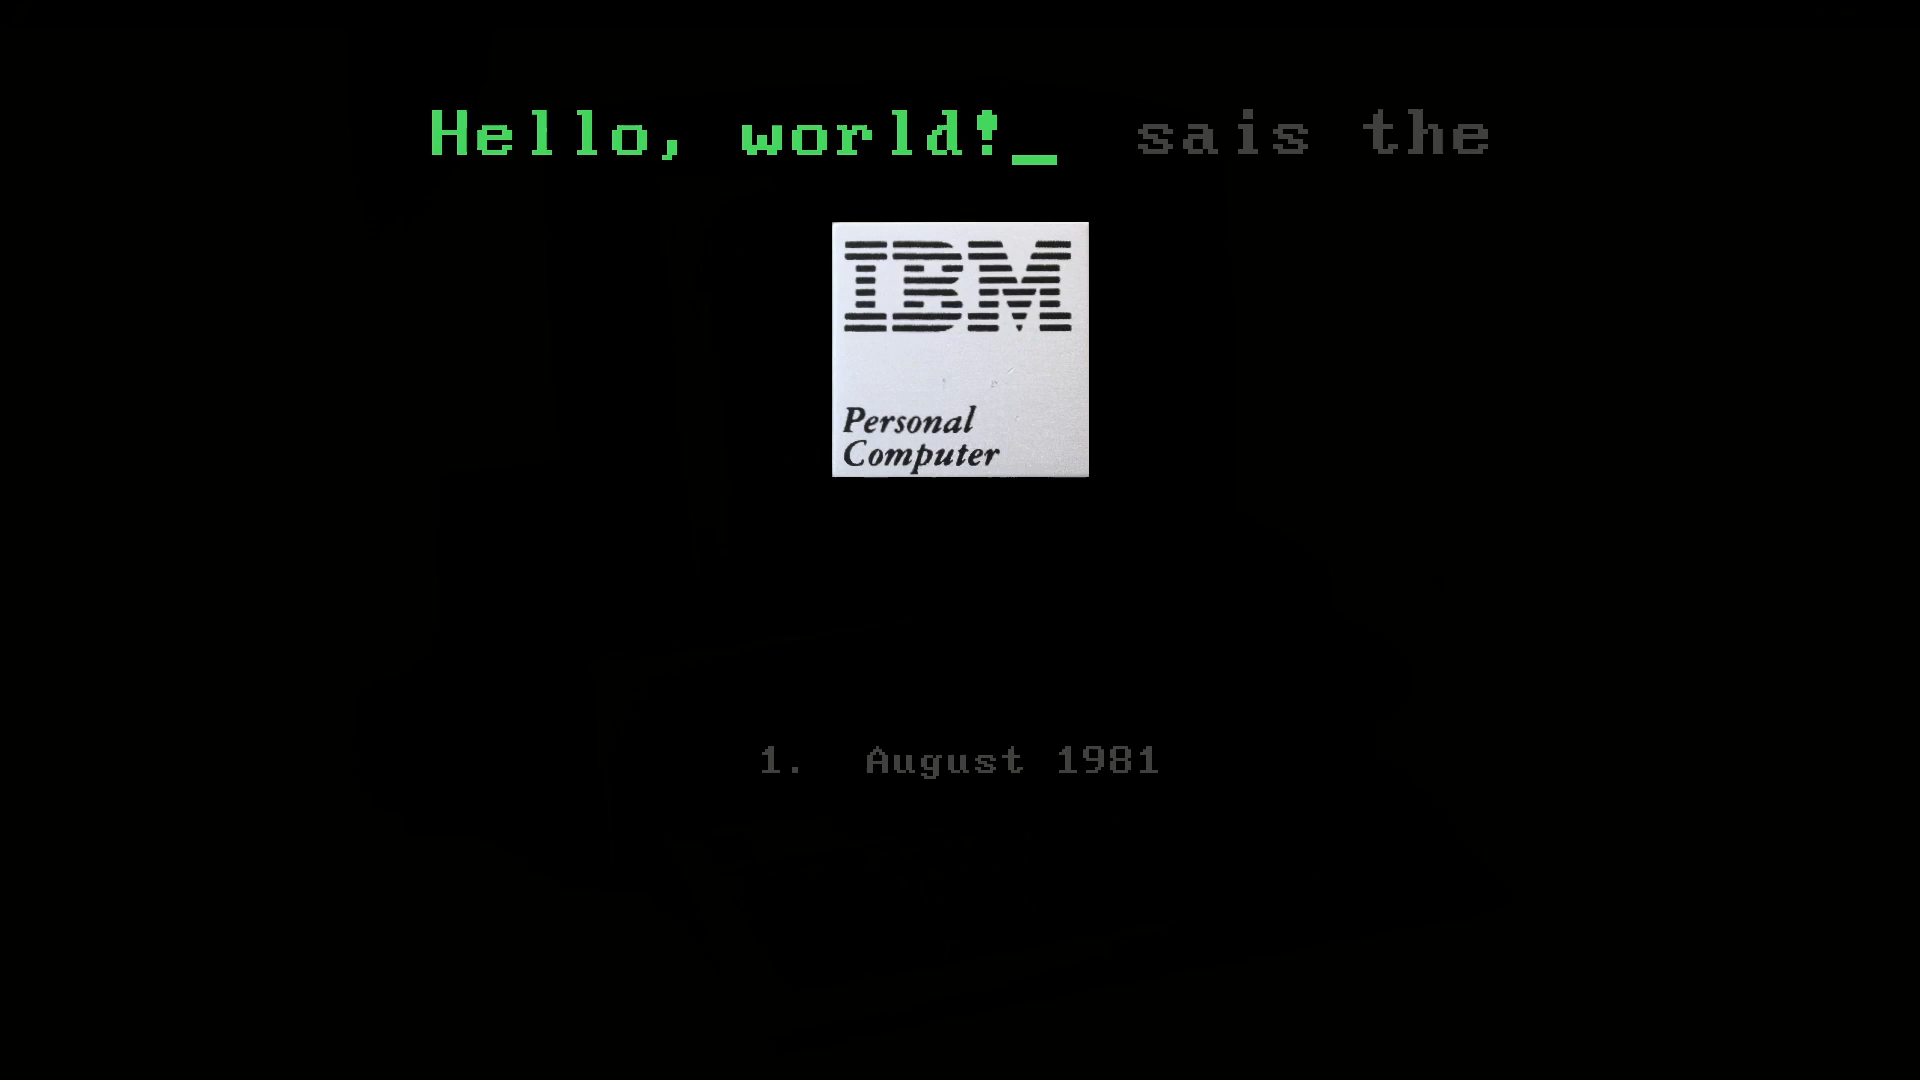 Hello, world!_ sais the
IBM
Personal
Computer
1. August 1981